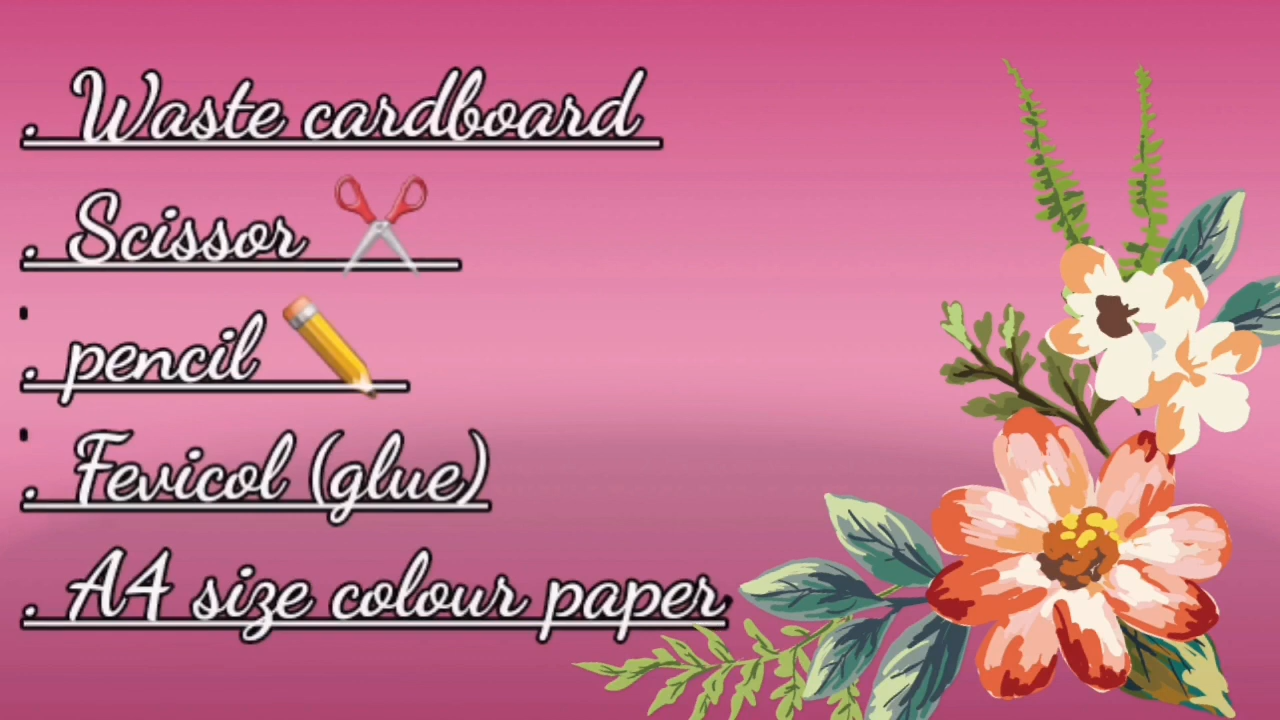 . Waste cardboard
. Scissor ✂️
. pencil ✏️
. Fevicol (glue)
. A4 size colour paper